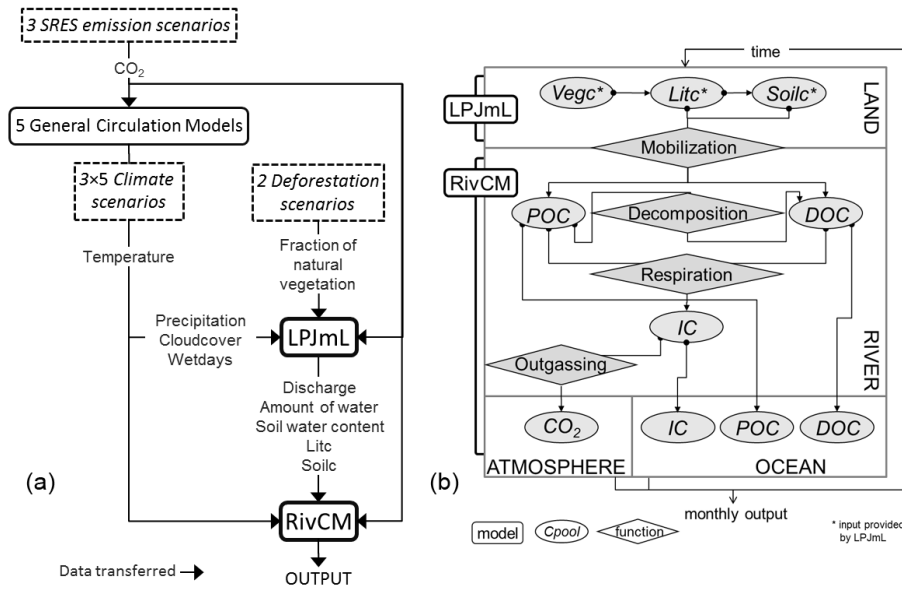 3 SRES emission scenarios
CO2
5 General Circulation Models
3×5 Climate
scenarios
2 Deforestation
scenarios
Temperature
Fraction of
natural
vegetation
Precipitation
Cloudcover
Wetdays
LPJmL
Discharge
Amount of water
Soil water content
Litc
Soilc
(a)
RivCM
Data transferred
OUTPUT
time
LPJmL
Vegc*
Litc*
Soilc*
LAND
Mobilization
RivCM
POC
Decomposition
DOC
Respiration
IC
Outgassing
RIVER
CO2
IC
POC
DOC
(b)
ATMOSPHERE
OCEAN
monthly output
model
Cpool
function
* input provided
by LPJmL